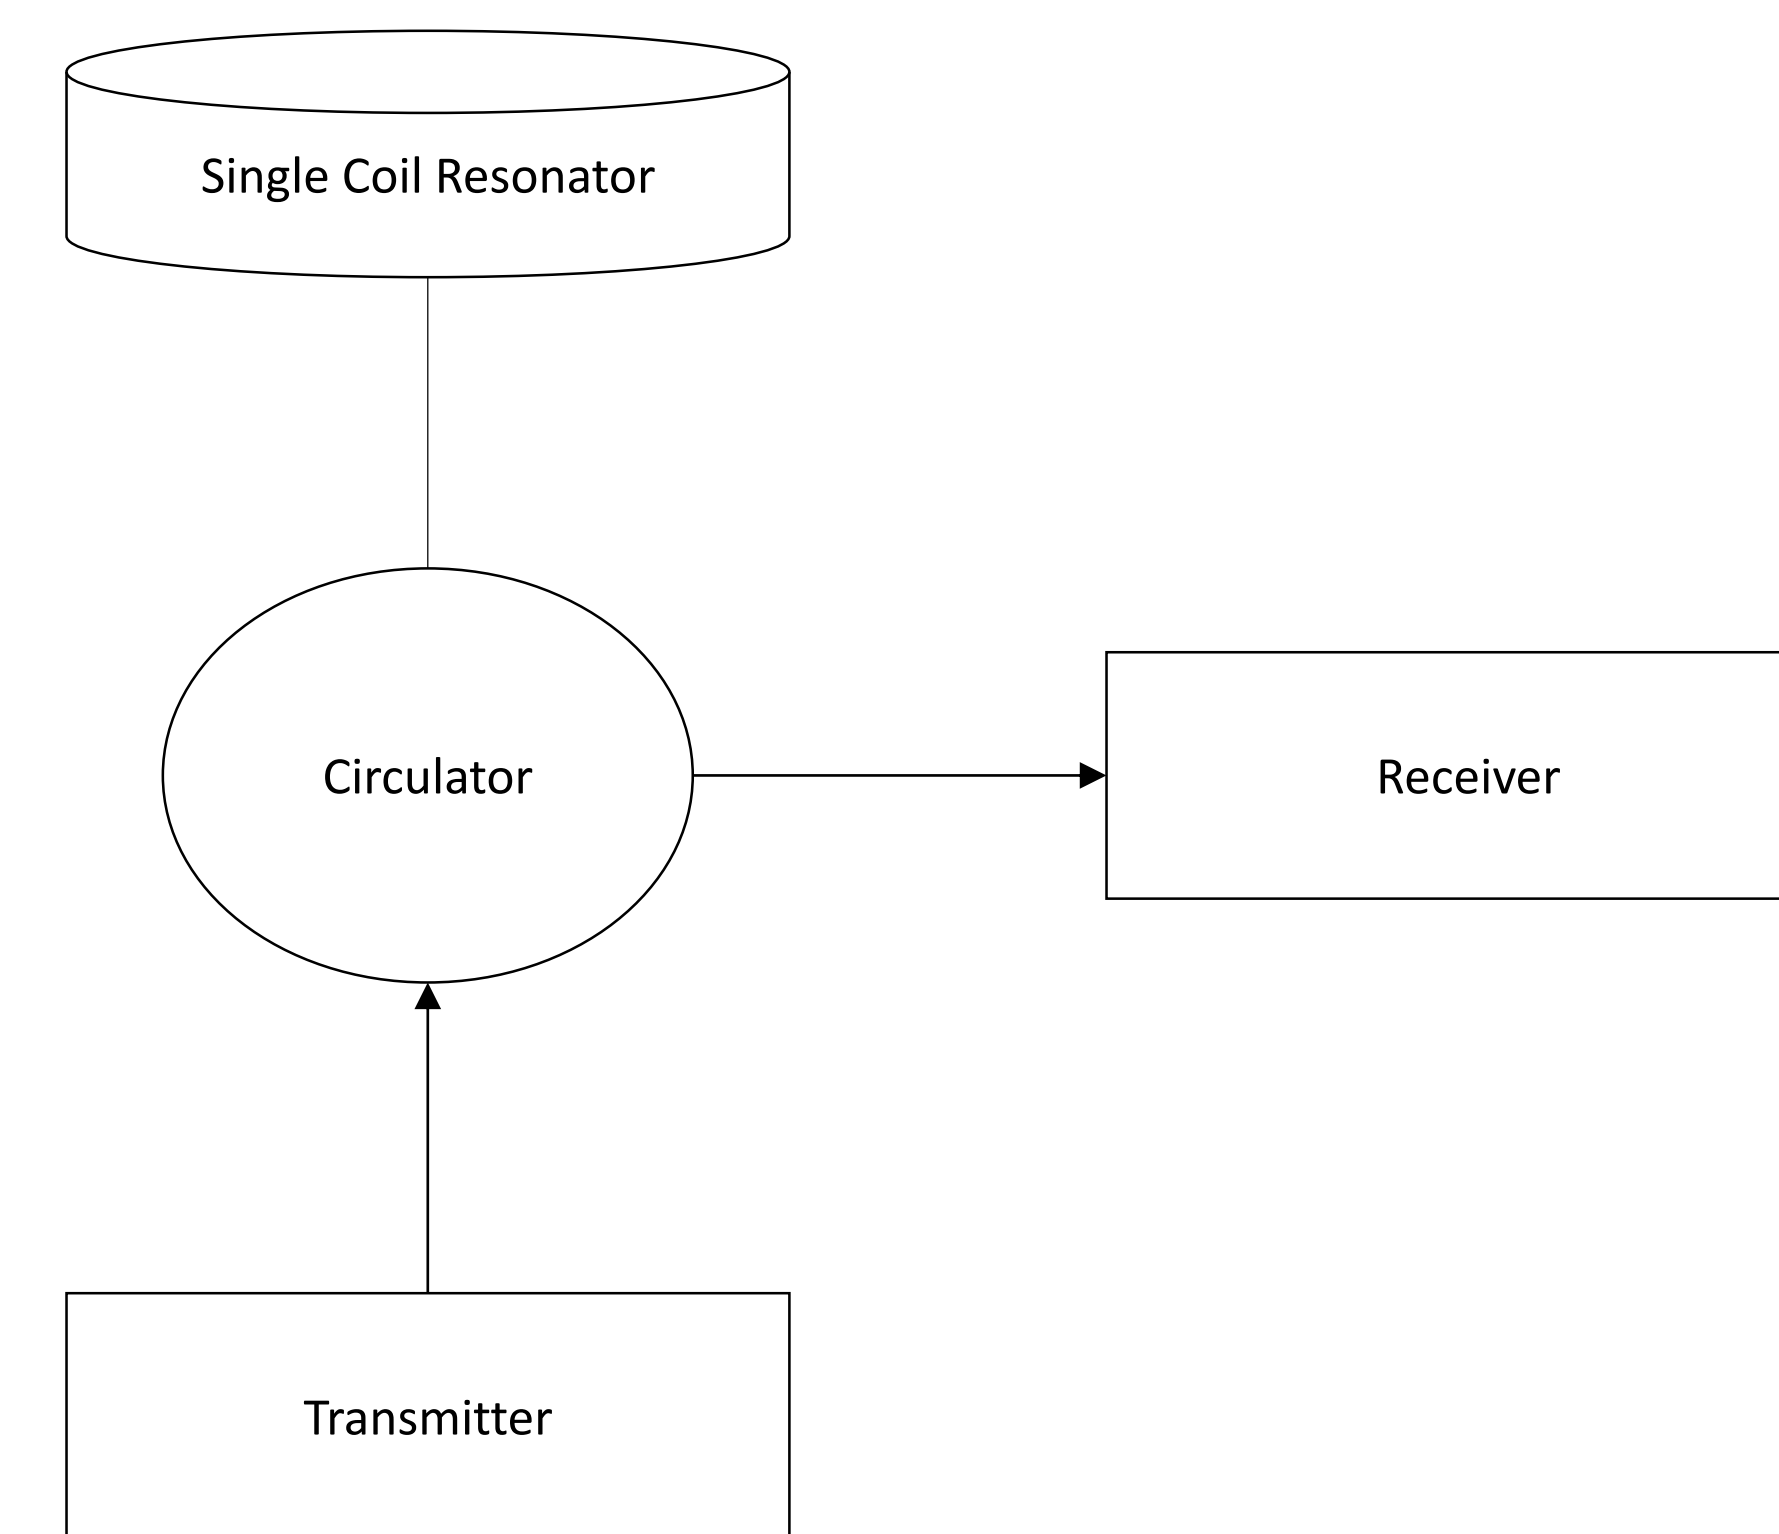 Single Coil Resonator
Circulator
Receiver
Transmitter